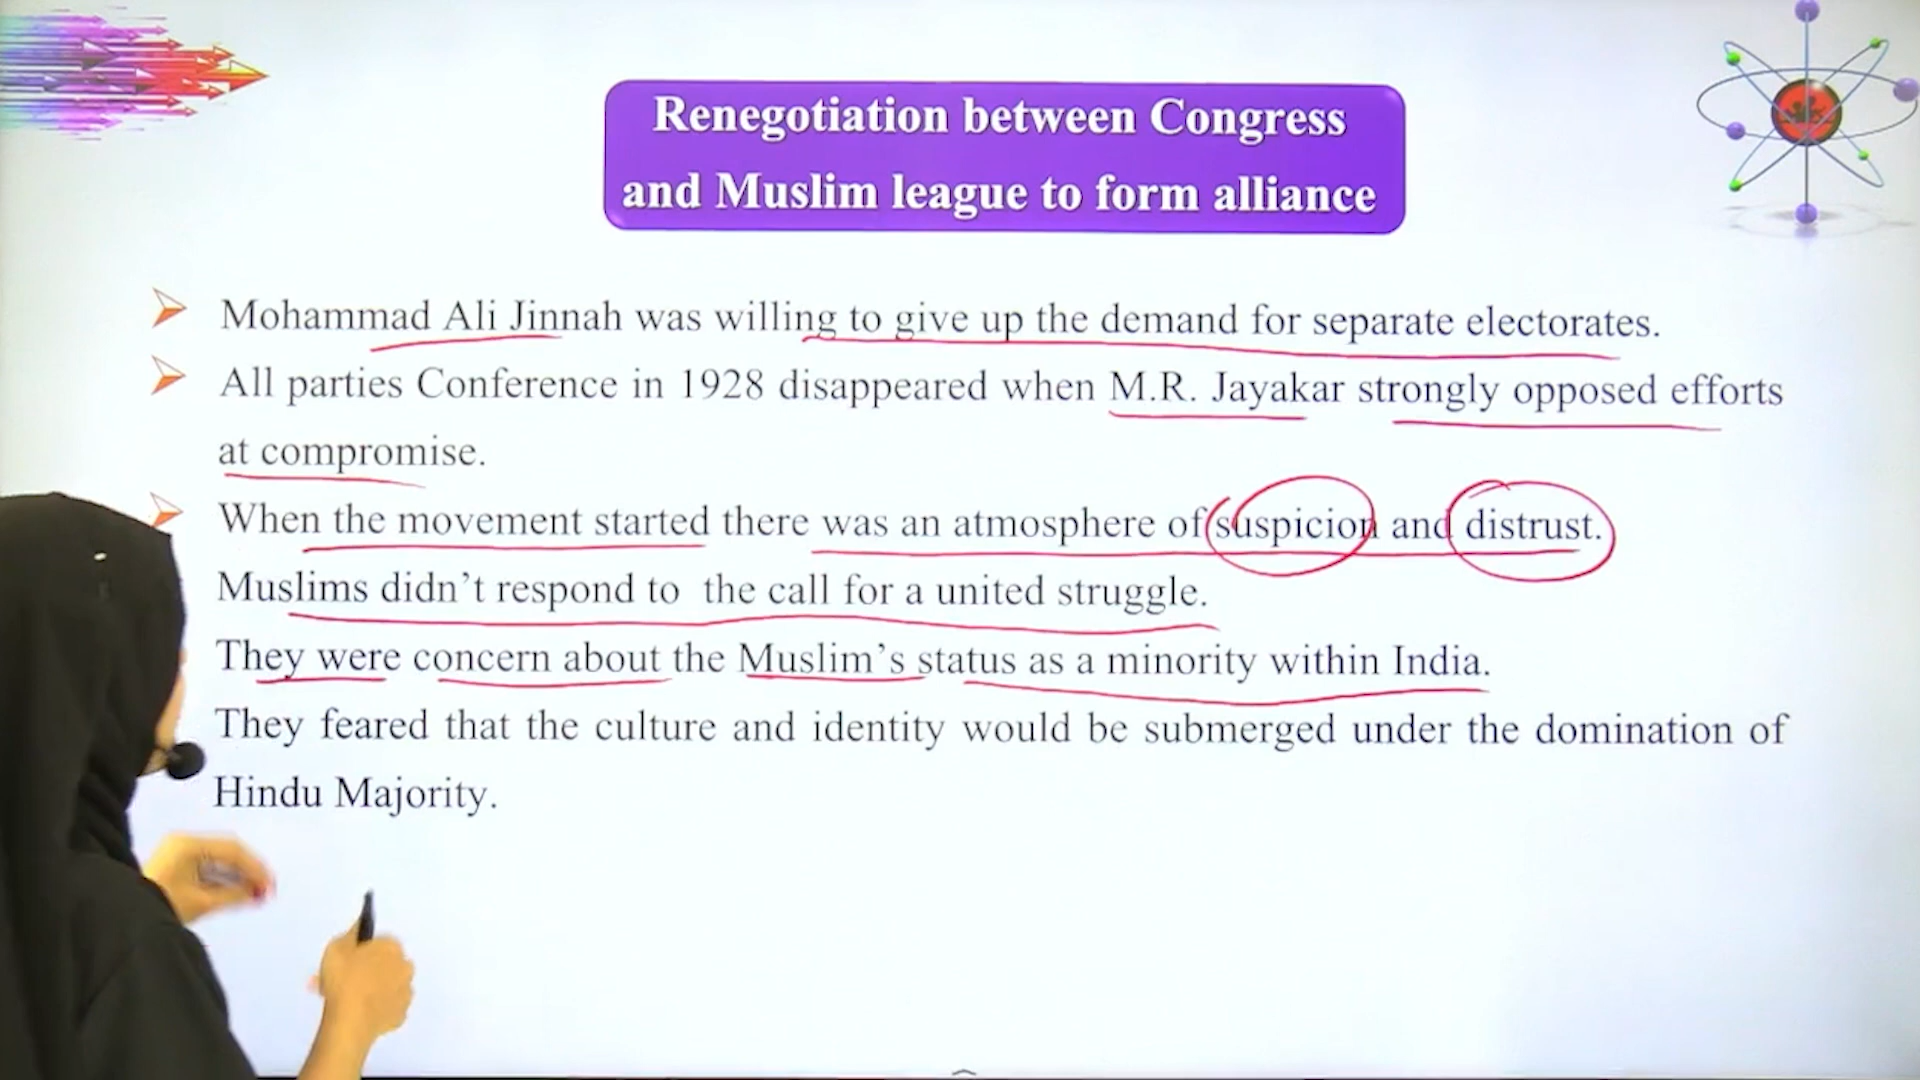 Renegotiation between Congress
and Muslim league to form alliance
Mohammad Ali Jinnah was willing to give up the demand for separate electorates.
All parties Conference in 1928 disappeared when M.R. Jayakar strongly opposed efforts
at compromise.
When the movement started there was an atmosphere of suspicion and distrust.
Muslims didn’t respond to the call for a united struggle.
They were concern about the Muslim’s status as a minority within India.
They feared that the culture and identity would be submerged under the domination of
Hindu Majority.